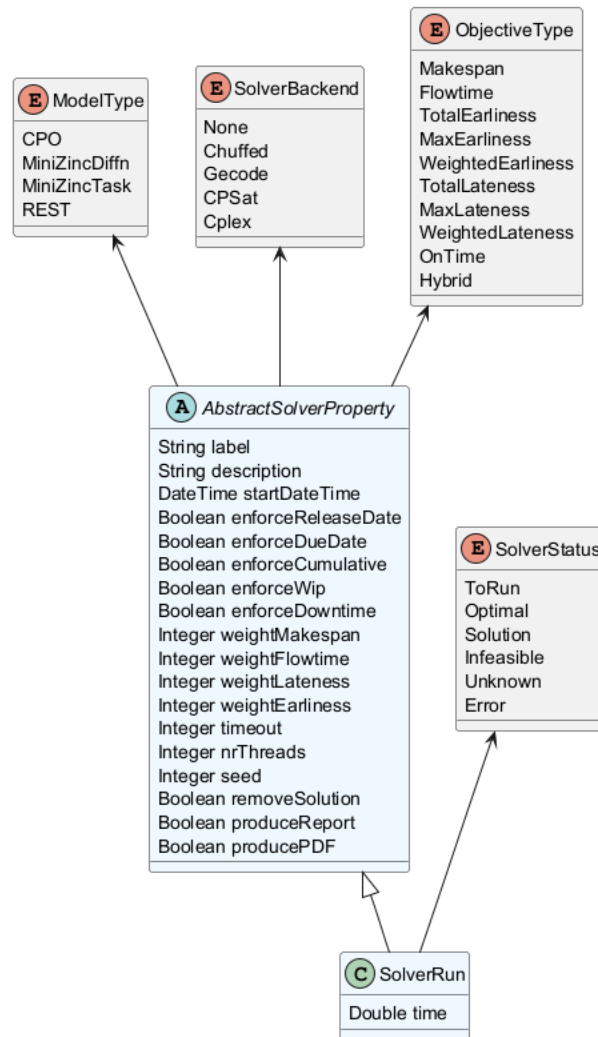 E ObjectiveType
Makespan
Flowtime
TotalEarliness
MaxEarliness
WeightedEarliness
TotalLateness
MaxLateness
WeightedLateness
OnTime
Hybrid
E ModelType
CPO
MiniZincDiffn
MiniZincTask
REST
E SolverBackend
None
Chuffed
Gecode
CPSat
Cplex
A AbstractSolverProperty
String label
String description
DateTime startDateTime
Boolean enforceReleaseDate
Boolean enforceDueDate
Boolean enforceCumulative
Boolean enforceWip
Boolean enforceDowntime
Integer weightMakespan
Integer weightFlowtime
Integer weightLateness
Integer weightEarliness
Integer timeout
Integer nrThreads
Integer seed
Boolean removeSolution
Boolean produceReport
Boolean producePDF
E SolverStatus
ToRun
Optimal
Solution
Infeasible
Unknown
Error
C SolverRun
Double time